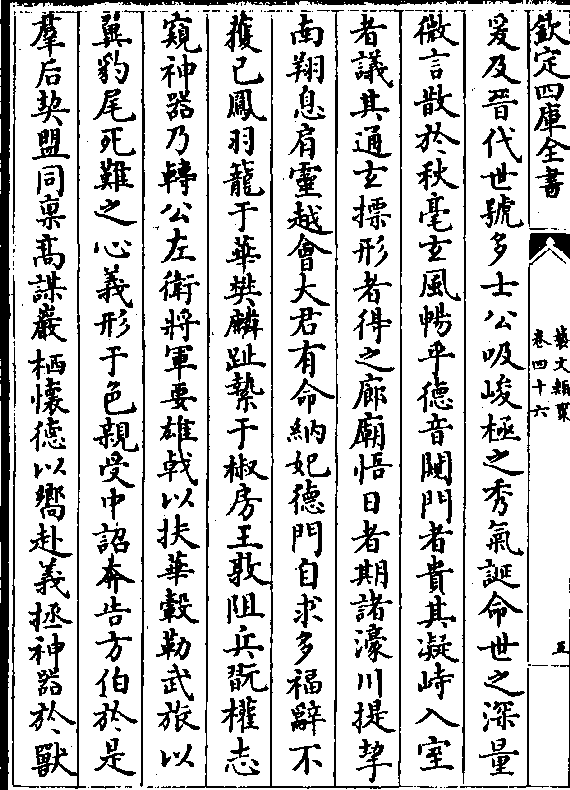 欽定四庫全書
藝文類聚
卷四十六
五
爰及晉代世號多士公吸峻極之秀氣誕命世之深量
微言散於秋毫玄風暢乎德音闚門者貴其凝峙入室
者議其通玄摽形者得之廊廟悟日者期諸濠川提挈
南翔息肩靈越會大君有命納妃德門自求多福辭不
獲已鳳羽籠于華樊麟趾縶于椒房王敦阻兵翫權志
窺神器乃轉公左衛將軍要雄戟以扶華轂勒武旅以
翼豹尾死難之心義形于色親受中詔奔告方伯於是
羣后契盟同稟高謀巖栖懷德以嚮赴義拯神器於獸